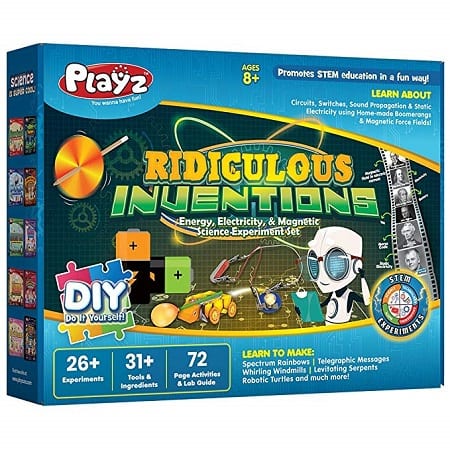 science
IS SUPER COOL!
Playz
You wanna have fun!
AGES
8+
Promotes STEM education in a fun way!
LEARN ABOUT
Circuits, Switches, Sound Propagation & Static
Electricity using Home-made Boomerangs
& Magnetic Force Fields!
RIDICULOUS
INVENTIONS
Energy, Electricity, & Magnetic
Science Experiment Set
DIY
Do It Yourself!
STEM
EXPERIMENTS
26+
Experiments
31+
Tools &
Ingredients
72
Page Activities
& Lab Guide
LEARN TO MAKE:
Spectrum Rainbows | Telegraphic Messages
Whirling Windmills | Levitating Serpents
Robotic Turtles and much more!